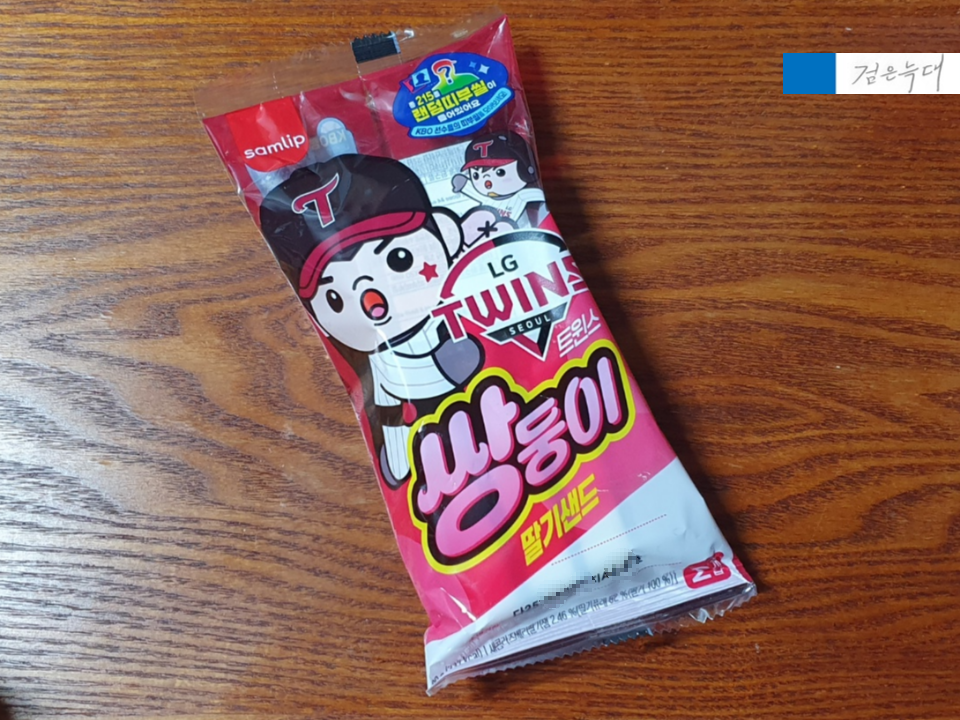 검은늑대
총 215종
랜덤띠부씰이
들어있어요
samlip
KBO
T
T
LG
TWINS
SEOUL
트윈스
쌍둥이
딸기샌드